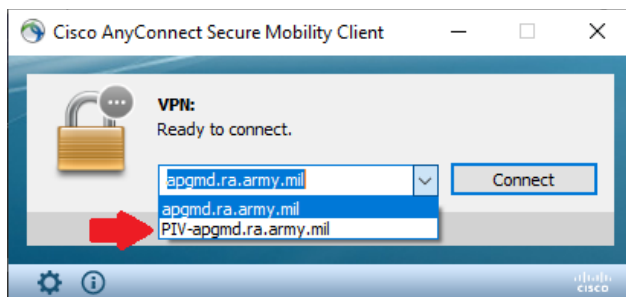 Cisco AnyConnect Secure Mobility Client
VPN:
Ready to connect.
apgmd.ra.army.mil
Connect
apgmd.ra.army.mil
PIV-apgmd.ra.army.mil
cisco